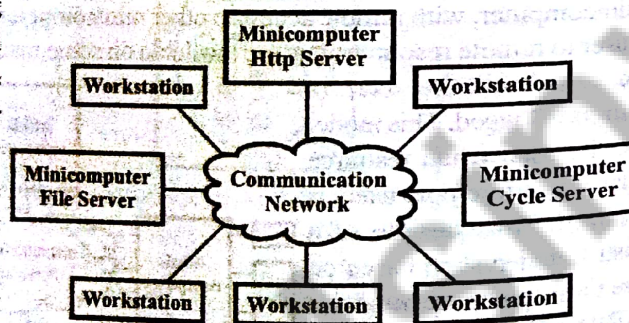 Minicomputer
Http Server
Workstation
Workstation
Minicomputer
File Server
Communication
Network
Minicomputer
Cycle Server
Workstation
Workstation
Workstation